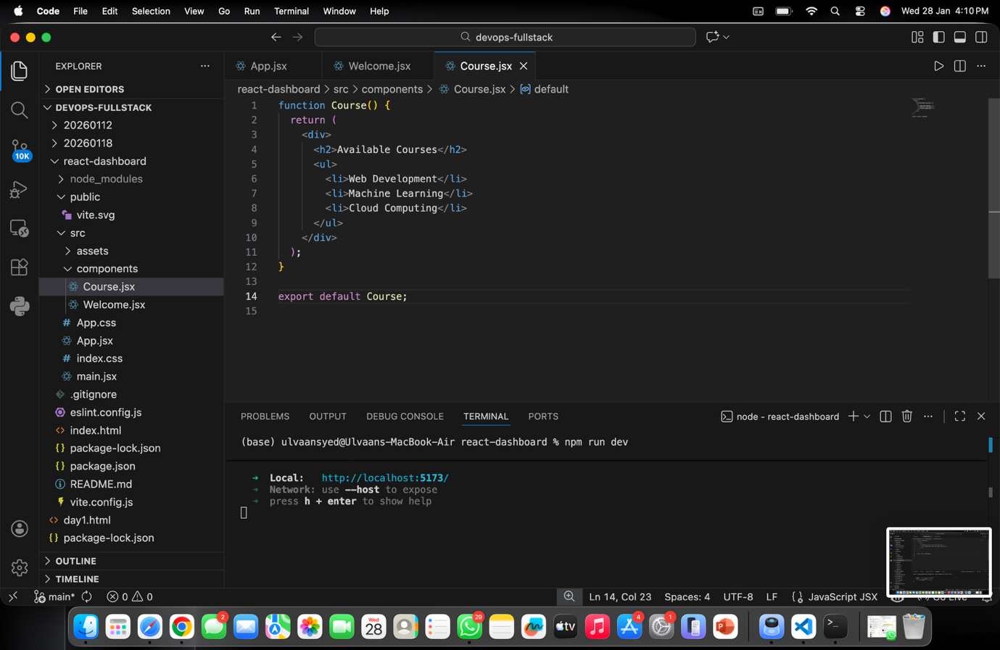 Code File Edit Selection View Go Run Terminal Window Help Wed 28 Jan 4:10 PM
devops-fullstack
EXPLORER
App.jsx Welcome.jsx Course.jsx
OPEN EDITORS
DEVOPS-FULLSTACK
20260112
20260118
react-dashboard
node_modules
public
vite.svg
src
assets
components
Course.jsx
Welcome.jsx
App.css
App.jsx
index.css
main.jsx
.gitignore
eslint.config.js
index.html
package-lock.json
package.json
README.md
vite.config.js
day1.html
package-lock.json
OUTLINE
TIMELINE
10K
react-dashboard > src > components > Course.jsx > default
1 function Course() {
2 return (
3 <div>
4 <h2>Available Courses</h2>
5 <ul>
6 <li>Web Development</li>
7 <li>Machine Learning</li>
8 <li>Cloud Computing</li>
9 </ul>
10 </div>
11 );
12 }
13
14 export default Course;
15
PROBLEMS OUTPUT DEBUG CONSOLE TERMINAL PORTS node - react-dashboard
(base) ulvaansyed@Ulvaans-MacBook-Air react-dashboard % npm run dev
➜ Local: http://localhost:5173/
➜ Network: use --host to expose
➜ press h + enter to show help
main* 0 0 Ln 14, Col 23 Spaces: 4 UTF-8 LF JavaScript JSX
2 Wed 28 29 tv 4 1